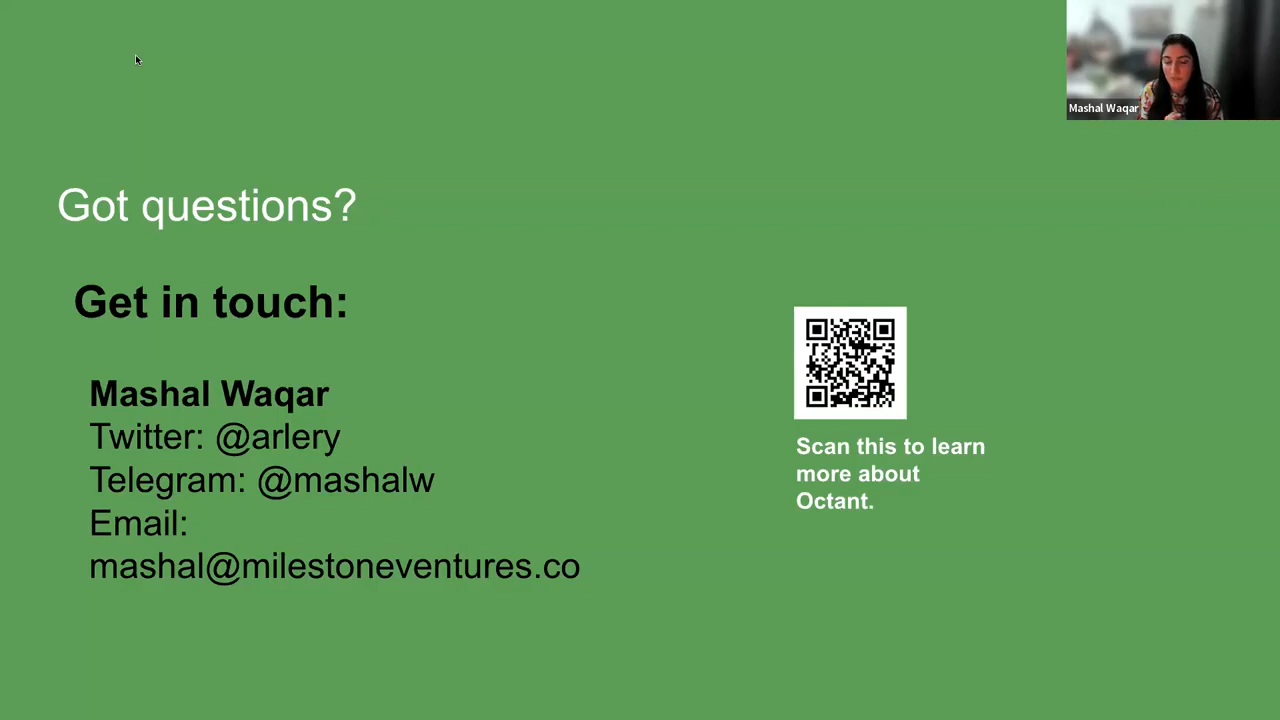 Mashal Waqar
Got questions?
Get in touch:
Mashal Waqar
Twitter: @arlery
Telegram: @mashalw
Email:
mashal@milestoneventures.co
Scan this to learn
more about
Octant.